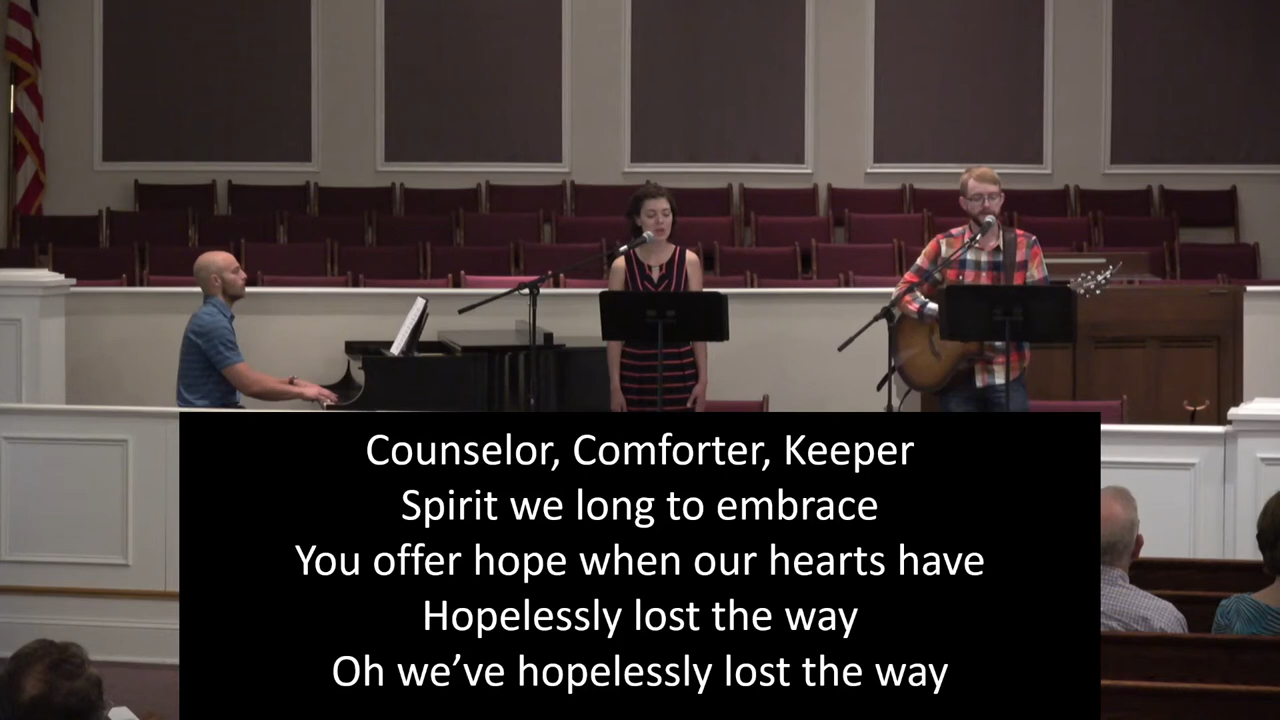 Counselor, Comforter, Keeper
Spirit we long to embrace
You offer hope when our hearts have
Hopelessly lost the way
Oh we’ve hopelessly lost the way